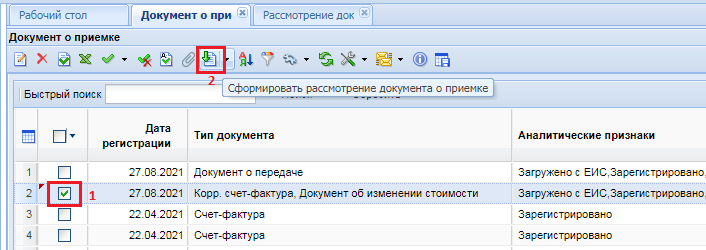 Рабочий стол Документ о при Рассмотрение док
Документ о приемке
2
Сформировать рассмотрение документа о приемке
Быстрый поиск
Дата регистрации Тип документа Аналитические признаки
1 27.08.2021 Документ о передаче Загружено с ЕИС,Зарегистрировано,
2 1 27.08.2021 Корр. счет-фактура, Документ об изменении стоимости Загружено с ЕИС,Зарегистрировано,
3 22.04.2021 Счет-фактура Зарегистрировано
4 22.04.2021 Счет-фактура Зарегистрировано